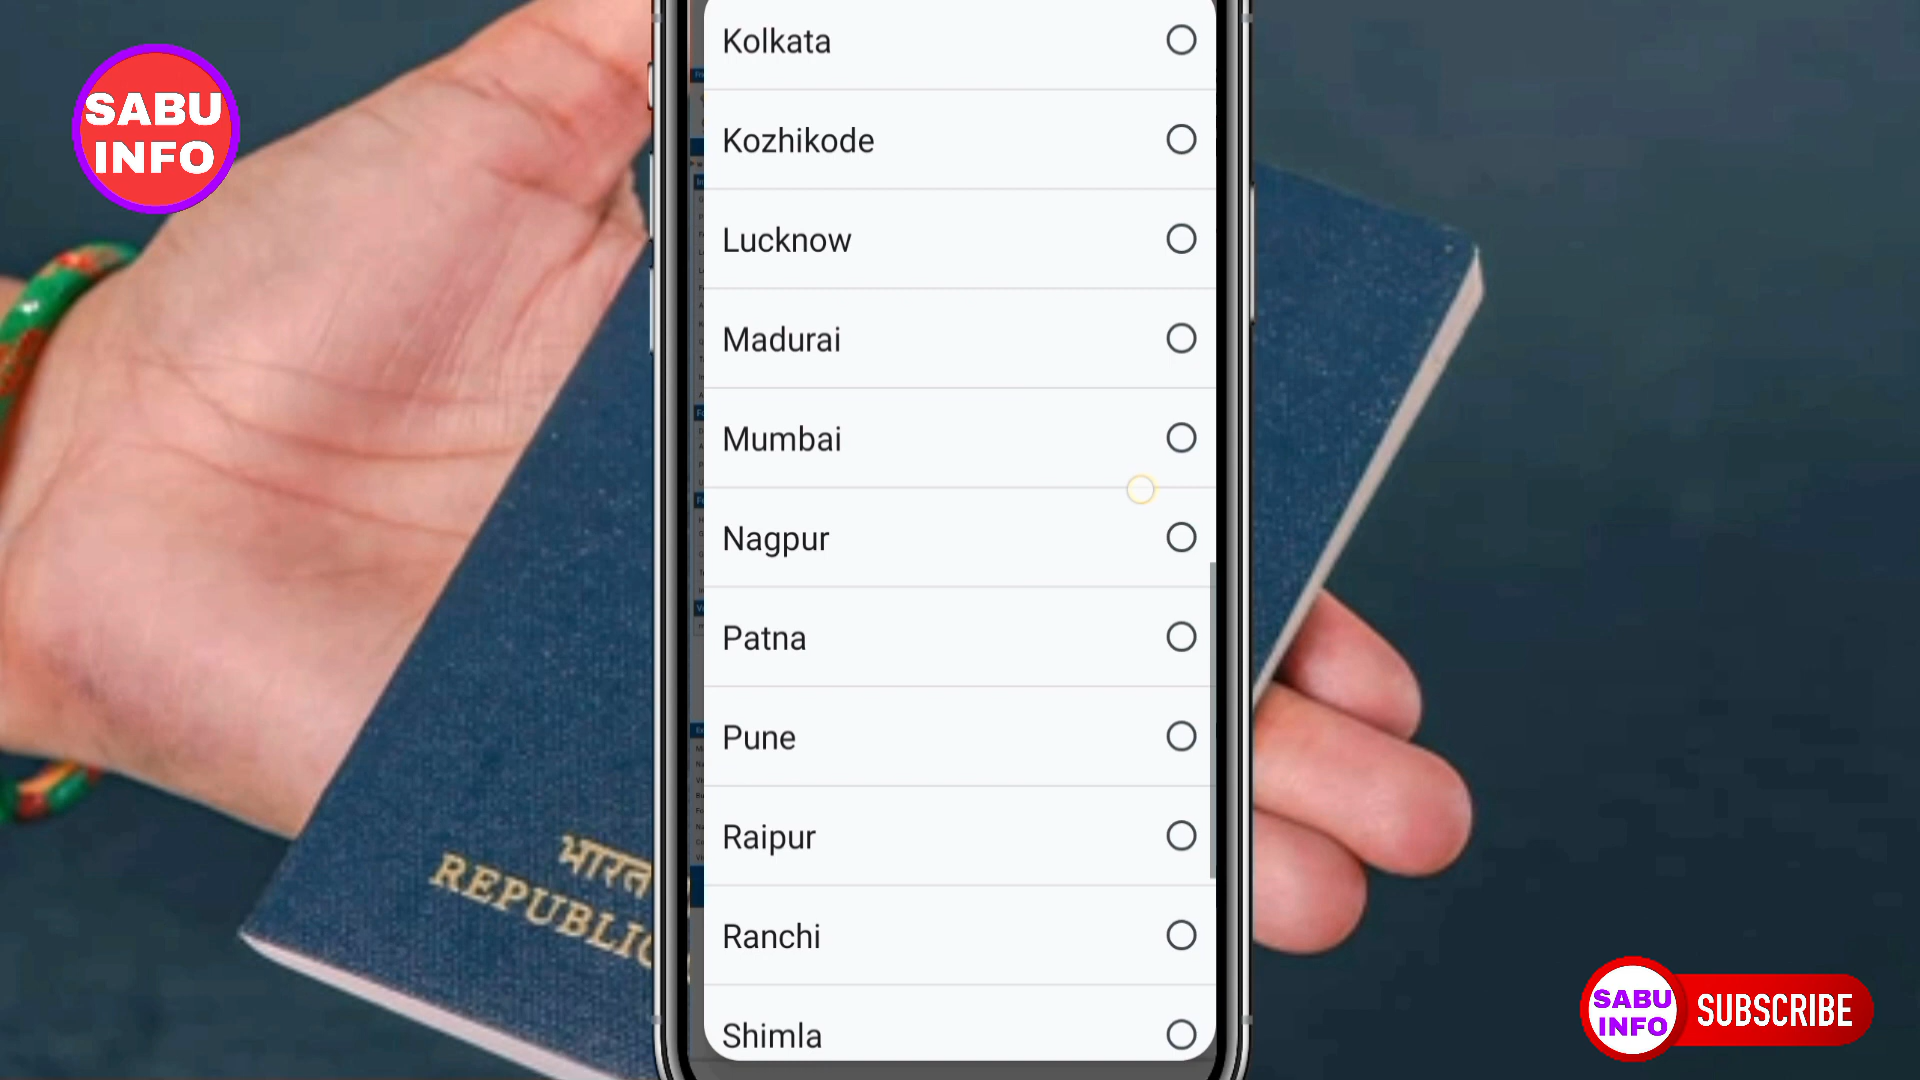 SABU
INFO
Kolkata
Kozhikode
Lucknow
Madurai
Mumbai
Nagpur
Patna
Pune
Raipur
Ranchi
Shimla
भारत
REPUBLIC
SABU
INFO
SUBSCRIBE